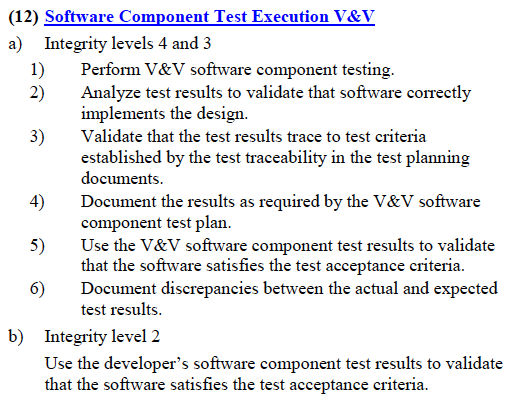 (12) Software Component Test Execution V&V
a) Integrity levels 4 and 3
1) Perform V&V software component testing.
2) Analyze test results to validate that software correctly
implements the design.
3) Validate that the test results trace to test criteria
established by the test traceability in the test planning
documents.
4) Document the results as required by the V&V software
component test plan.
5) Use the V&V software component test results to validate
that the software satisfies the test acceptance criteria.
6) Document discrepancies between the actual and expected
test results.
b) Integrity level 2
Use the developer’s software component test results to validate
that the software satisfies the test acceptance criteria.